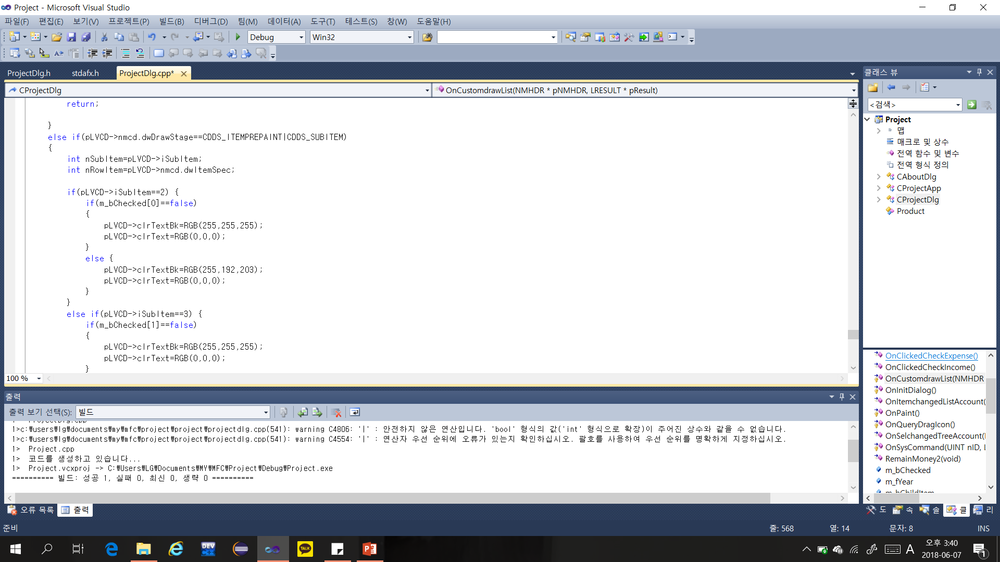 Project - Microsoft Visual Studio
파일(F) 편집(E) 보기(V) 프로젝트(P) 빌드(B) 디버그(D) 팀(M) 데이터(A) 도구(T) 테스트(S) 창(W) 도움말(H)
Debug Win32
ProjectDlg.h stdafx.h ProjectDlg.cpp*
CProjectDlg OnCustomdrawList(NMHDR * pNMHDR, LRESULT * pResult)
return;
}
else if(pLVCD->nmcd.dwDrawStage==CDDS_ITEMPREPAINT|CDDS_SUBITEM)
{
int nSubItem=pLVCD->iSubItem;
int nRowItem=pLVCD->nmcd.dwItemSpec;
if(pLVCD->iSubItem==2) {
if(m_bChecked[0]==false)
{
pLVCD->clrTextBk=RGB(255,255,255);
pLVCD->clrText=RGB(0,0,0);
}
else {
pLVCD->clrTextBk=RGB(255,192,203);
pLVCD->clrText=RGB(0,0,0);
}
}
else if(pLVCD->iSubItem==3) {
if(m_bChecked[1]==false)
{
pLVCD->clrTextBk=RGB(255,255,255);
pLVCD->clrText=RGB(0,0,0);
}
100 %
출력
출력 보기 선택(S): 빌드
1> ProjectDlg.cpp
1>c:\users\lg\documents\my\mfc\project\project\projectdlg.cpp(541): warning C4806: '|' : 안전하지 않은 연산입니다. 'bool' 형식의 값('int' 형식으로 확장)이 주어진 상수와 같을 수 없습니다.
1>c:\users\lg\documents\my\mfc\project\project\projectdlg.cpp(541): warning C4554: '|' : 연산자 우선 순위에 오류가 있는지 확인하십시오. 괄호를 사용하여 우선 순위를 명확하게 지정하십시오.
1> Project.cpp
1> 코드를 생성하고 있습니다...
1> Project.vcxproj -> C:\Users\LG\Documents\MY\MFC\Project\Debug\Project.exe
========== 빌드: 성공 1, 실패 0, 최신 0, 생략 0 ==========
오류 목록 출력
클래스 뷰
<검색>
Project
맵
매크로 및 상수
전역 함수 및 변수
전역 형식 정의
CAboutDlg
CProjectApp
CProjectDlg
Product
OnClickedCheckExpense()
OnClickedCheckIncome()
OnCustomdrawList(NMHDR
OnInitDialog()
OnItemchangedListAccount(
OnPaint()
OnQueryDragIcon()
OnSelchangedTreeAccount(
OnSysCommand(UINT nID, L
RemainMoney2(void)
m_bChecked
m_fYear
m_hChildItem
도 속 솔 클 리
준비 줄: 568 열: 14 문자: 8 INS
DEV C++
TALK
A
오후 3:40
2018-06-07
1